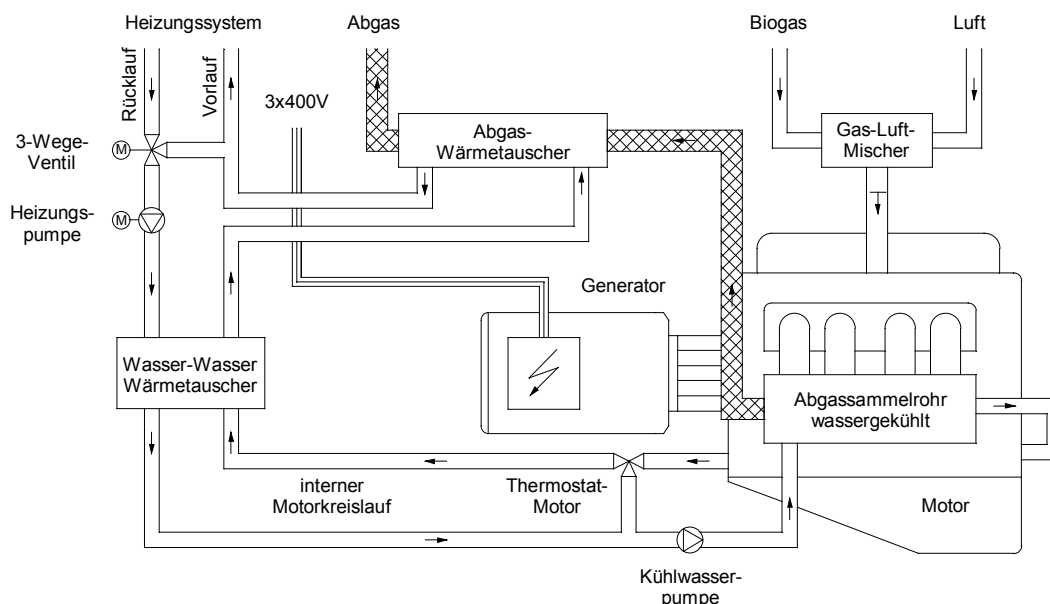 Heizungssystem
Abgas
Biogas
Luft
Rücklauf
Vorlauf
3x400V
3-Wege-
Ventil
M
Abgas-
Wärmetauscher
Gas-Luft-
Mischer
Heizungs-
pumpe
M
Generator
Wasser-Wasser
Wärmetauscher
Abgassammelrohr
wassergekühlt
interner
Motorkreislauf
Thermostat-
Motor
Motor
Kühlwasser-
pumpe